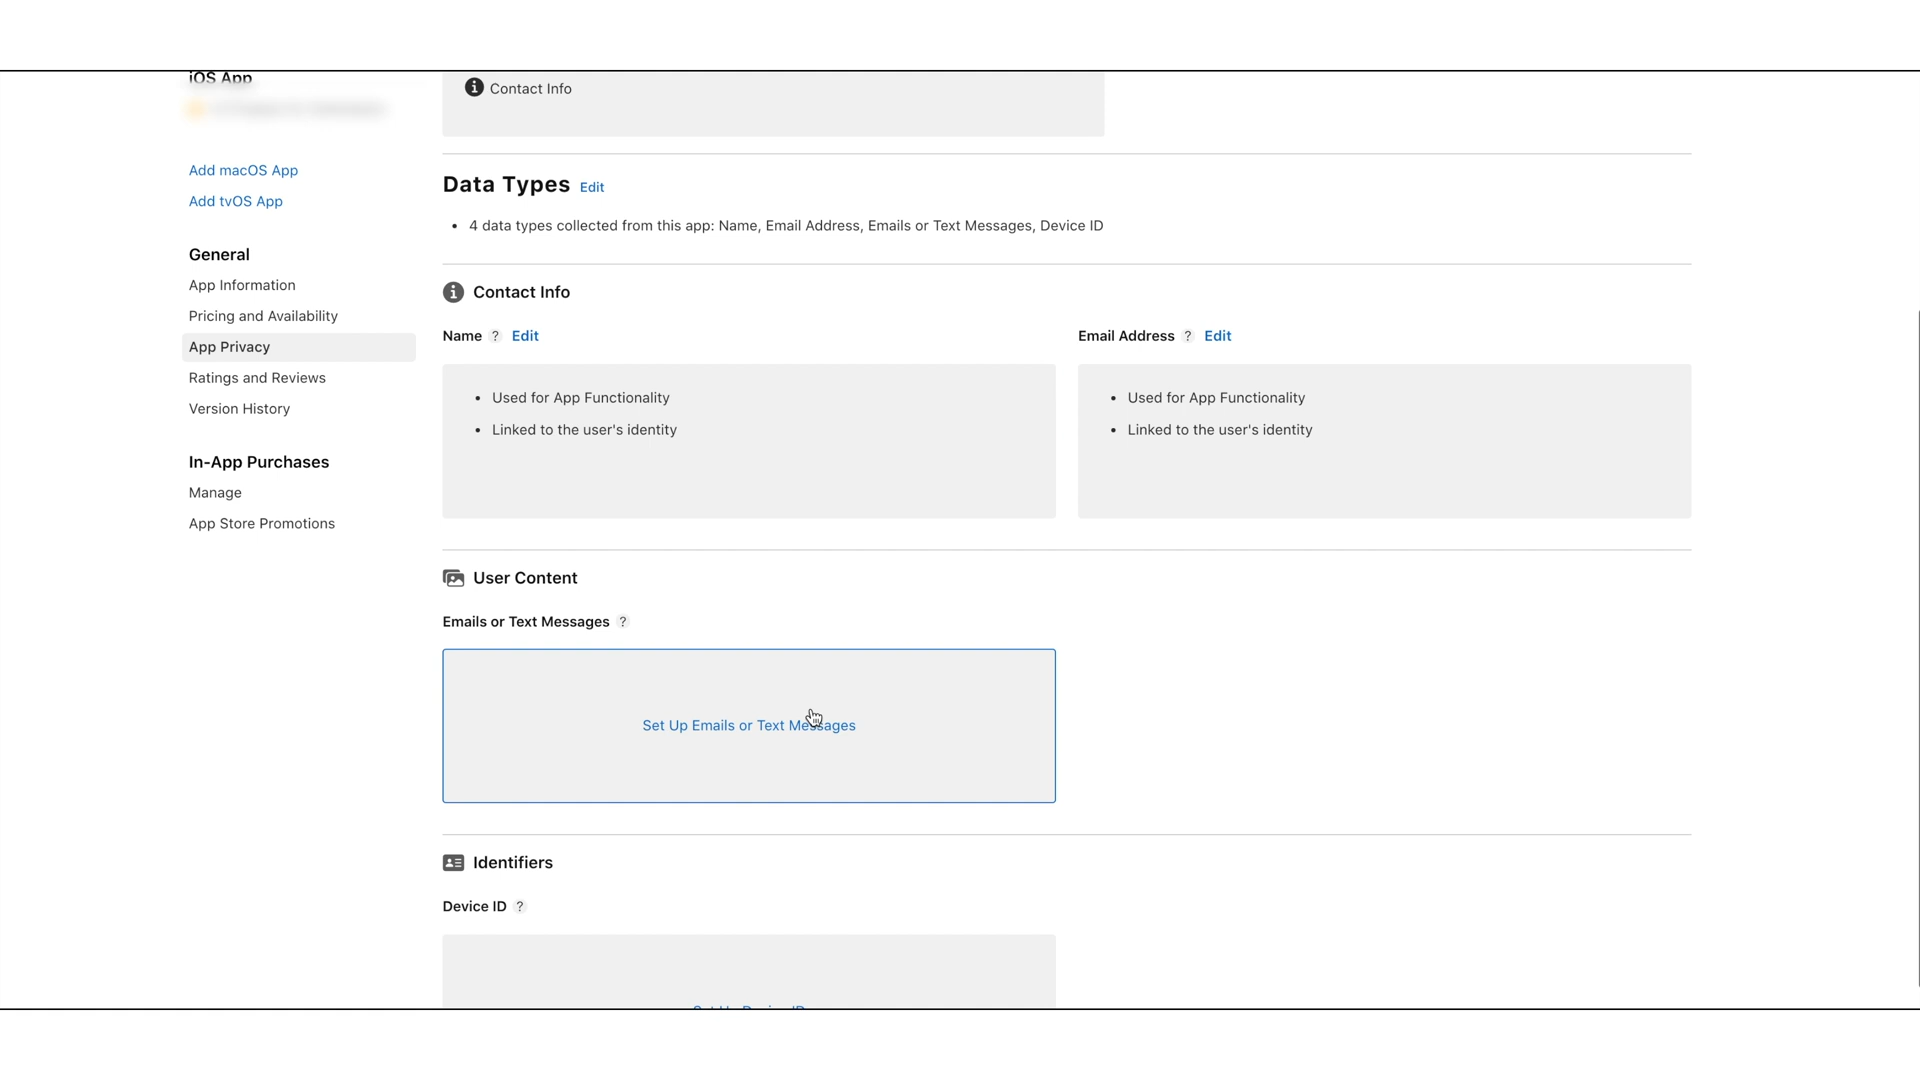 iOS App
Contact Info
Add macOS App
Add tvOS App
General
App Information
Pricing and Availability
App Privacy
Ratings and Reviews
Version History
In-App Purchases
Manage
App Store Promotions
Data Types Edit
• 4 data types collected from this app: Name, Email Address, Emails or Text Messages, Device ID
Contact Info
Name ? Edit
• Used for App Functionality
• Linked to the user's identity
Email Address ? Edit
• Used for App Functionality
• Linked to the user's identity
User Content
Emails or Text Messages ?
Set Up Emails or Text Messages
Identifiers
Device ID ?
Set Up Device ID